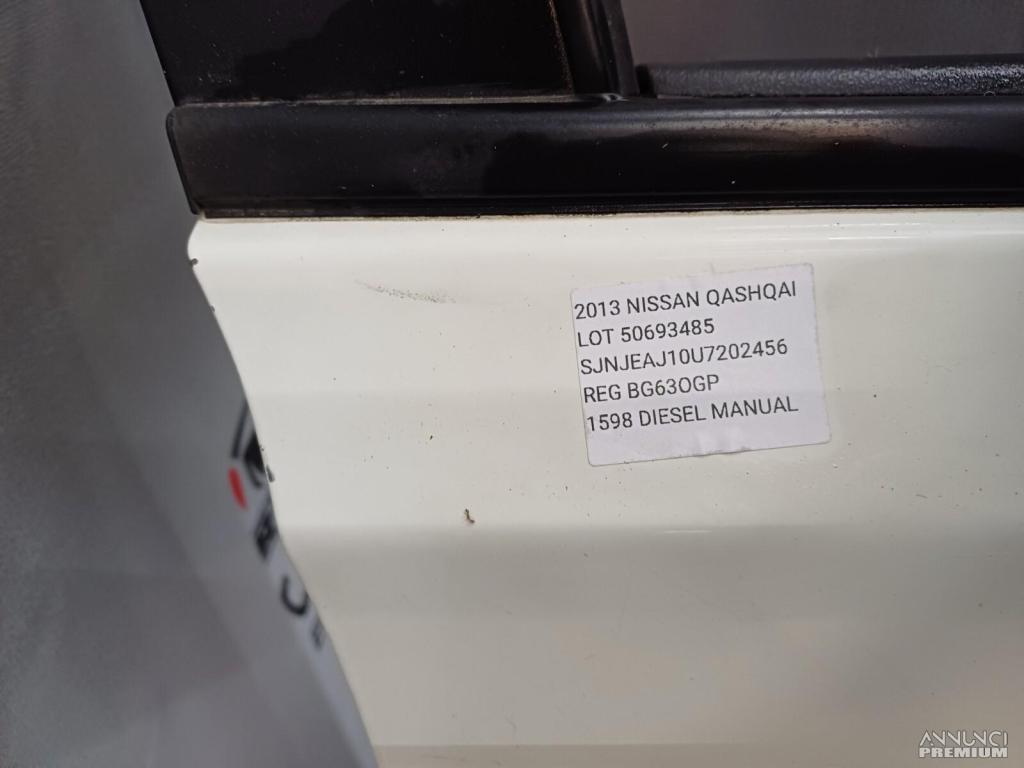 2013 NISSAN QASHQAI
LOT 50693485
SJNJEAJ10U7202456
REG BG63OGP
1598 DIESEL MANUAL
ANNUNCI
PREMIUM